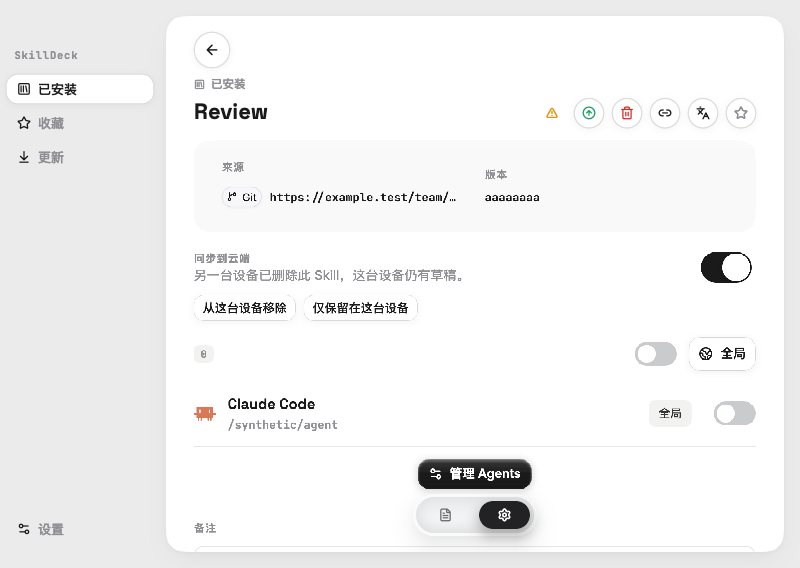 SkillDeck
已安装
收藏
更新
设置
已安装
Review
来源
Git https://example.test/team/…
版本
aaaaaaaa
同步到云端
另一台设备已删除此 Skill，这台设备仍有草稿。
从这台设备移除 仅保留在这台设备
0
全局
Claude Code
/synthetic/agent
全局
管理 Agents
备注